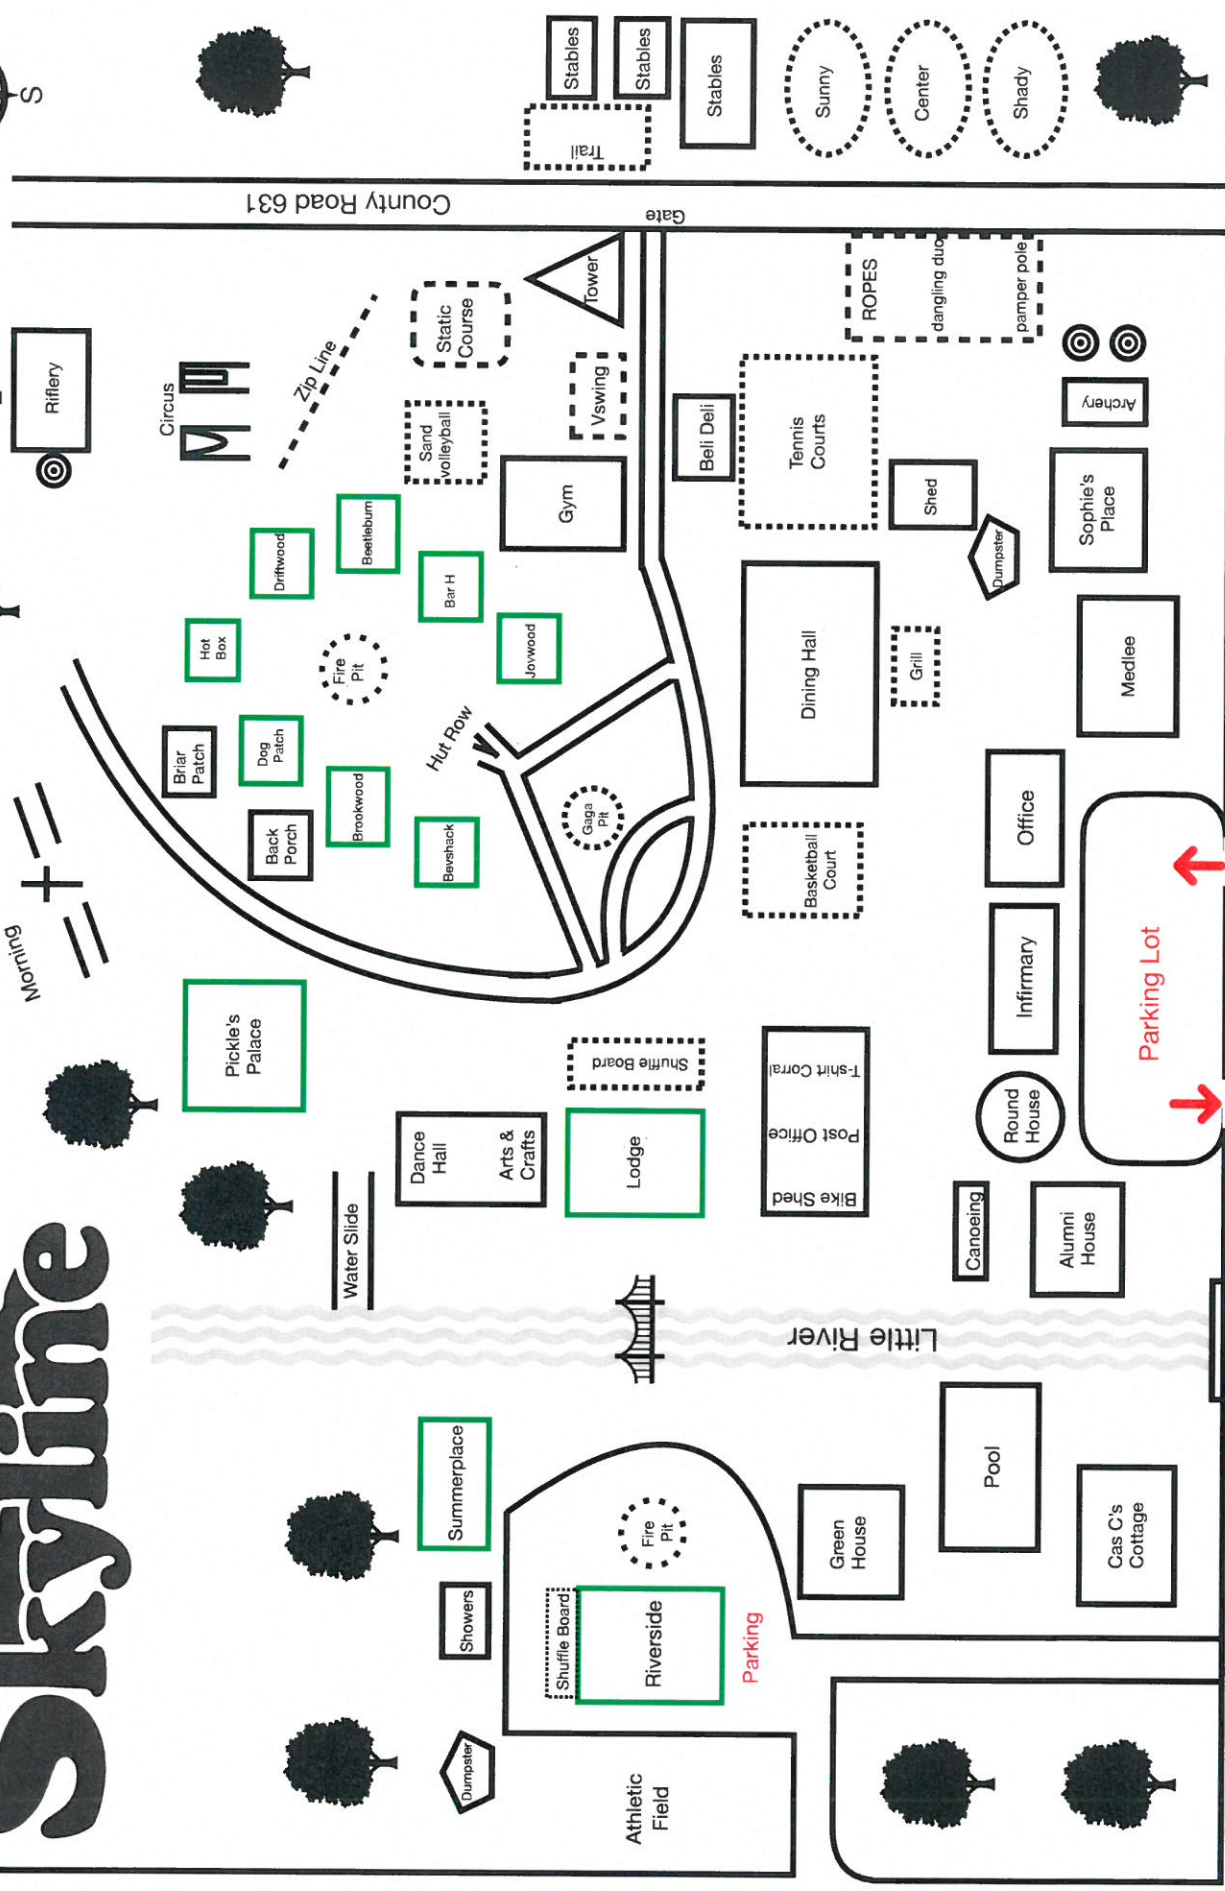 Skyline
S
Morning
Riflery
Circus
Zip Line
Static
Course
Sand
volleyball
Vswing
Tower
County Road 631
Gate
Trail
Stables
Stables
Stables
Sunny
Center
Shady
ROPES
dangling duo
pamper pole
Archery
Beli Deli
Tennis
Courts
Shed
Dumpster
Sophie's
Place
Gym
Driftwood
Beetlebum
Bar H
Joywood
Hot
Box
Fire
Pit
Briar
Patch
Dog
Patch
Back
Porch
Brookwood
Bevshack
Hut Row
Gaga
Pit
Dining Hall
Grill
Medlee
Basketball
Court
Office
Infirmary
Parking Lot
Round
House
Pickle's
Palace
Shuffle Board
Dance
Hall
Arts &
Crafts
Lodge
T-shirt Corral
Post Office
Bike Shed
Canoeing
Alumni
House
Water Slide
Little River
Summerplace
Showers
Fire
Pit
Shuffle Board
Riverside
Parking
Green
House
Pool
Cas C's
Cottage
Dumpster
Athletic
Field